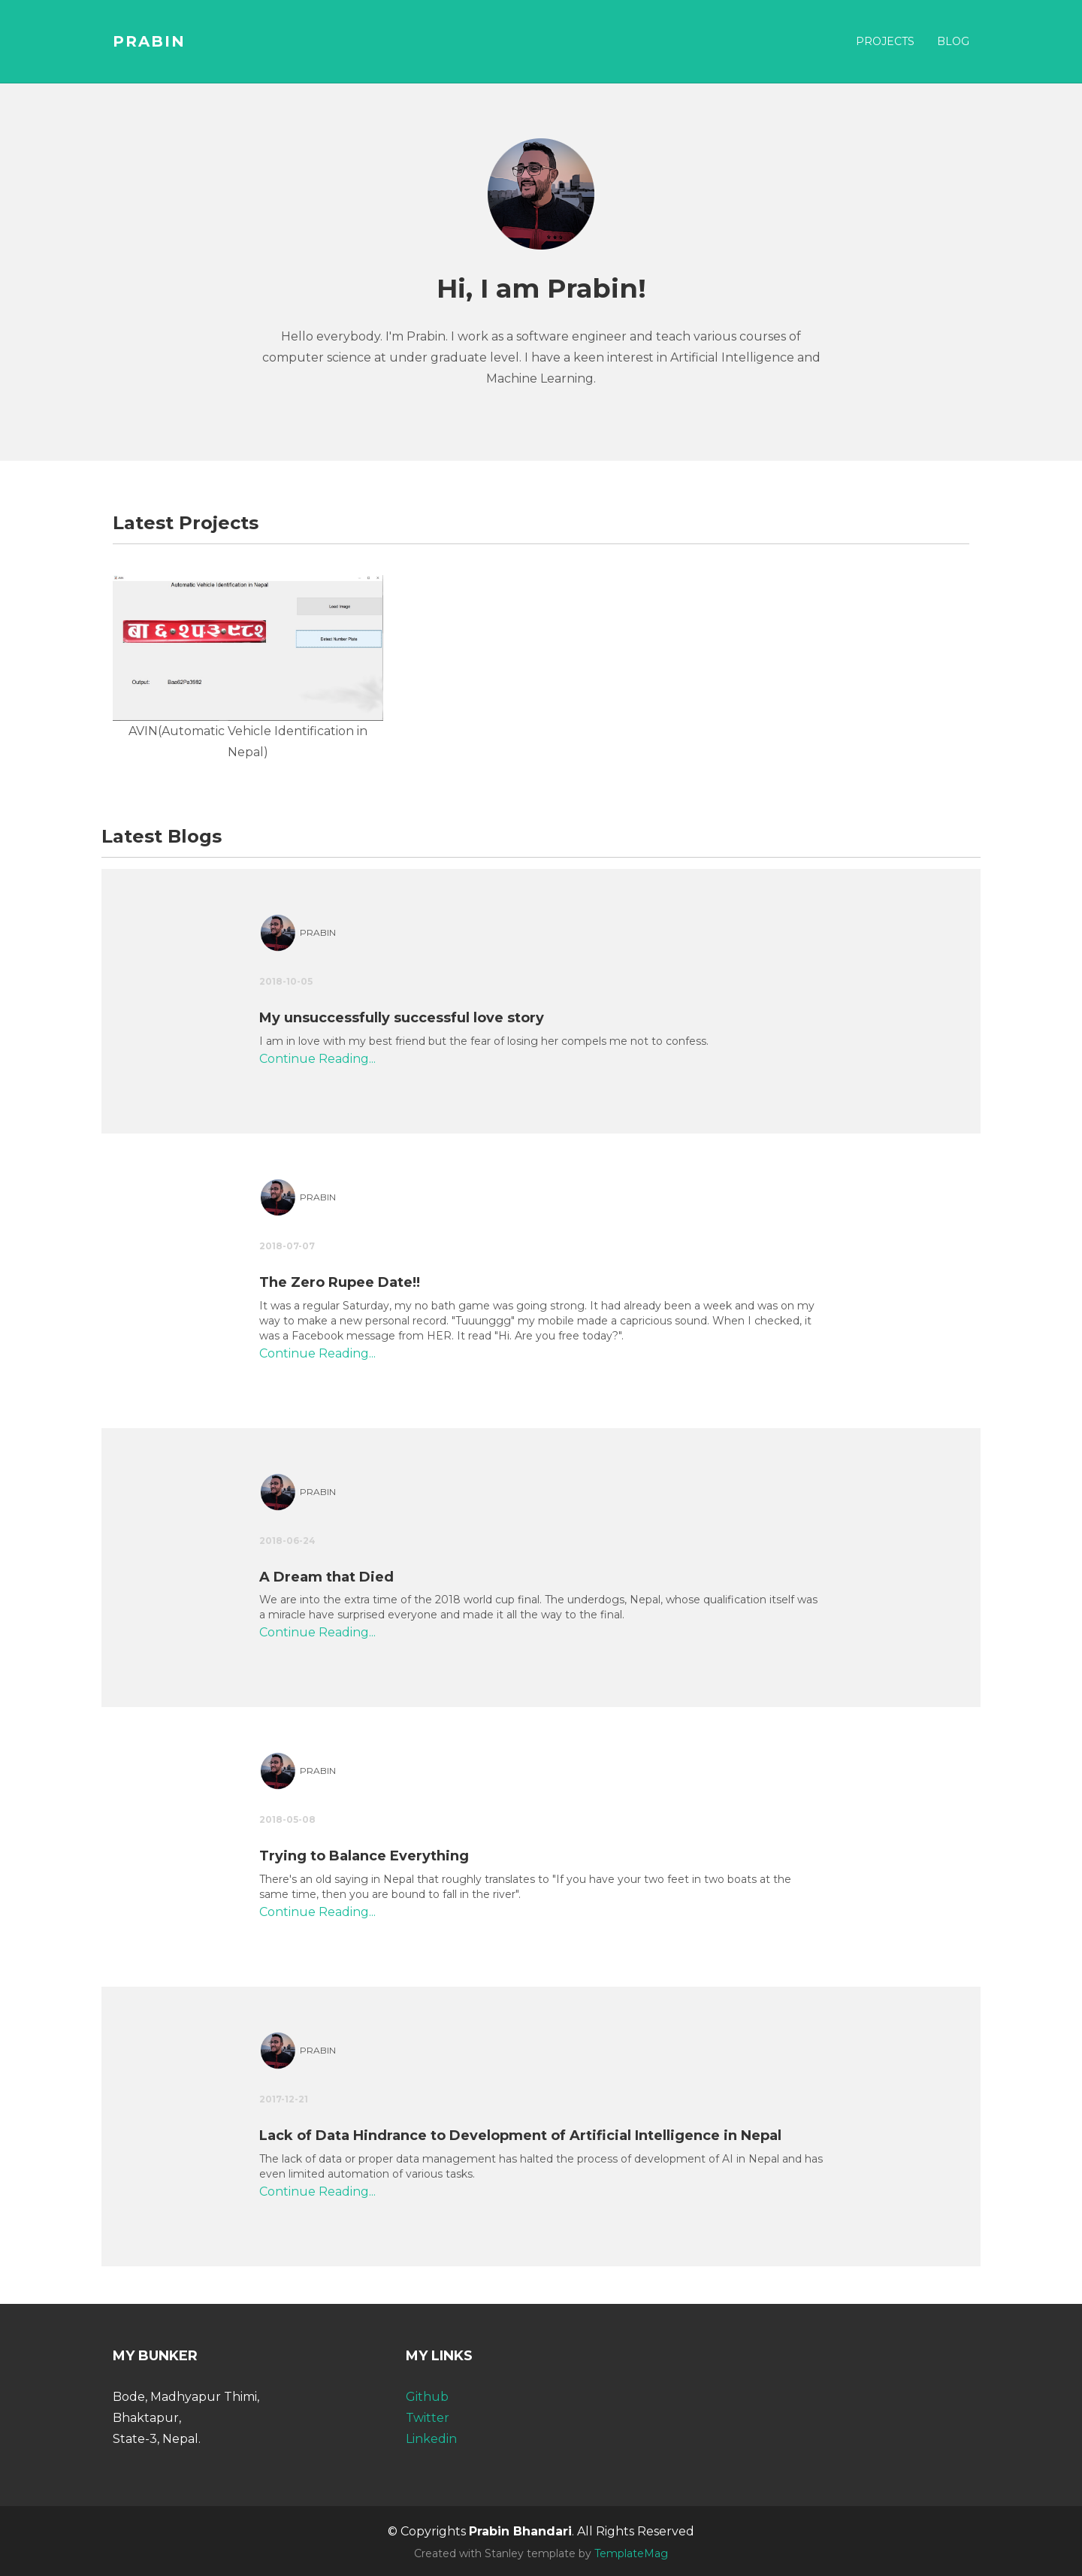 PRABIN
PROJECTS BLOG
Hi, I am Prabin!
Hello everybody. I'm Prabin. I work as a software engineer and teach various courses of
computer science at under graduate level. I have a keen interest in Artificial Intelligence and
Machine Learning.
Latest Projects
Automatic Vehicle Identification in Nepal
Load Image
बा ६ २प ३९८२
Output:
AVIN(Automatic Vehicle Identification in
Nepal)
Latest Blogs
PRABIN
2018-10-05
My unsuccessfully successful love story
I am in love with my best friend but the fear of losing her compels me not to confess.
Continue Reading...
PRABIN
2018-07-07
The Zero Rupee Date!!
It was a regular Saturday, my no bath game was going strong. It had already been a week and was on my
way to make a new personal record. "Tuuunggg" my mobile made a capricious sound. When I checked, it
was a Facebook message from HER. It read "Hi. Are you free today?".
Continue Reading...
PRABIN
2018-06-24
A Dream that Died
We are into the extra time of the 2018 world cup final. The underdogs, Nepal, whose qualification itself was
a miracle have surprised everyone and made it all the way to the final.
Continue Reading...
PRABIN
2018-05-08
Trying to Balance Everything
There's an old saying in Nepal that roughly translates to "If you have your two feet in two boats at the
same time, then you are bound to fall in the river".
Continue Reading...
PRABIN
2017-12-21
Lack of Data Hindrance to Development of Artificial Intelligence in Nepal
The lack of data or proper data management has halted the process of development of AI in Nepal and has
even limited automation of various tasks.
Continue Reading...
MY BUNKER
Bode, Madhyapur Thimi,
Bhaktapur,
State-3, Nepal.
MY LINKS
Github
Twitter
Linkedin
© Copyrights Prabin Bhandari. All Rights Reserved
Created with Stanley template by TemplateMag